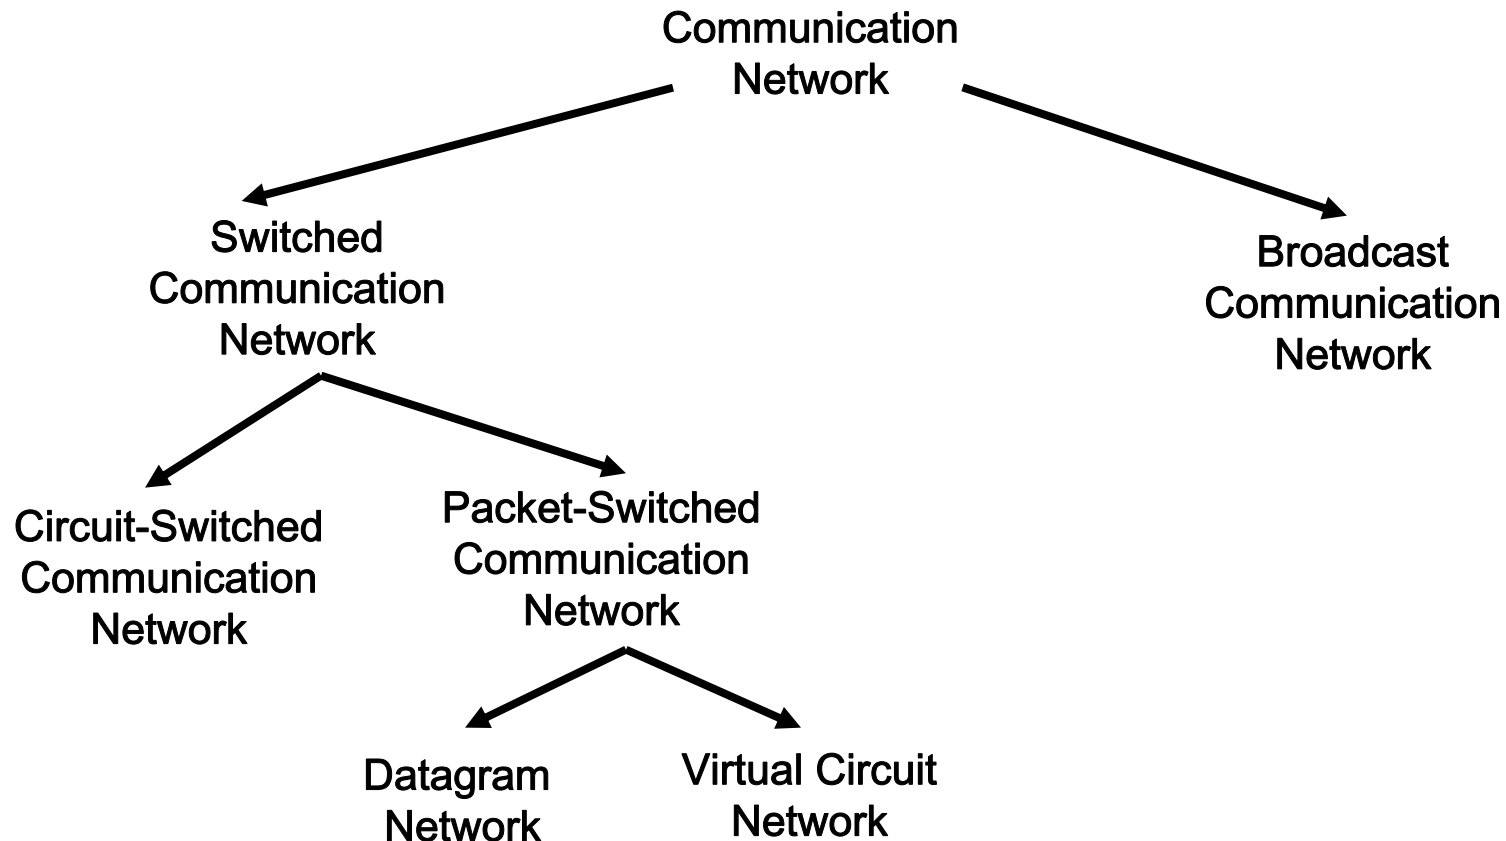 Communication
Network
Switched
Communication
Network
Broadcast
Communication
Network
Circuit-Switched
Communication
Network
Packet-Switched
Communication
Network
Datagram
Network
Virtual Circuit
Network